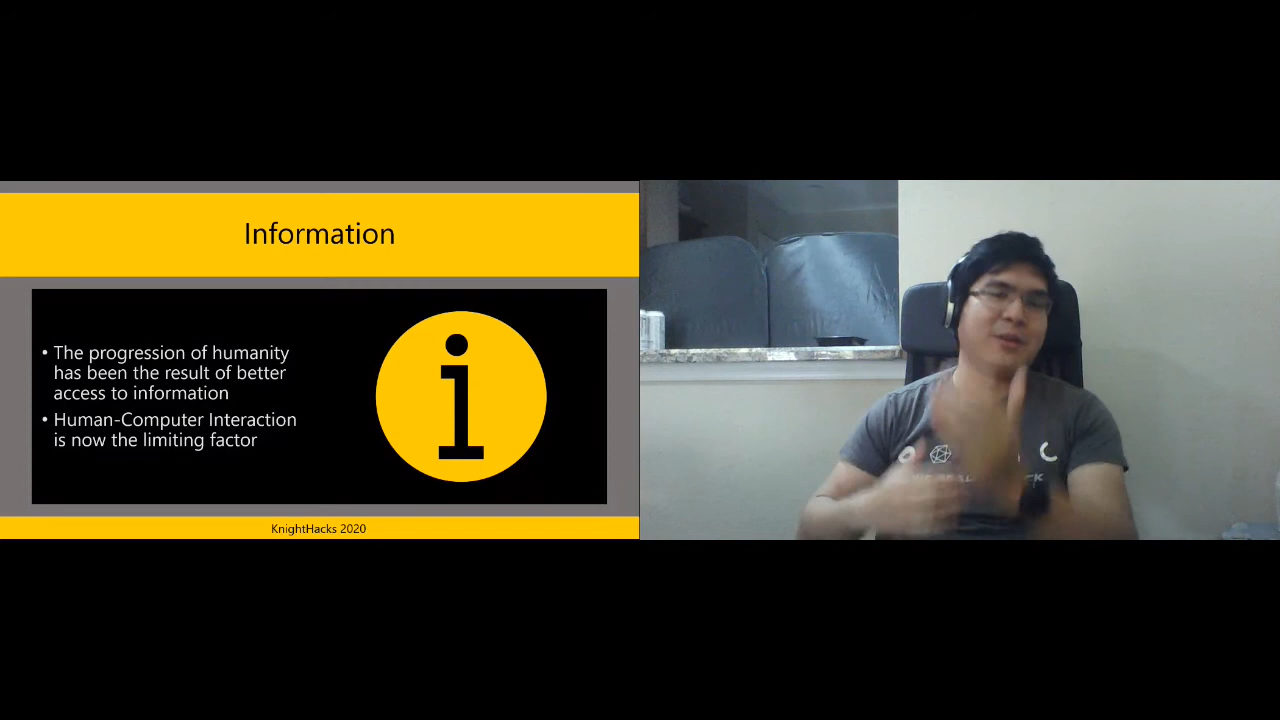 Information
• The progression of humanity
has been the result of better
access to information
• Human-Computer Interaction
is now the limiting factor
i
KnightHacks 2020